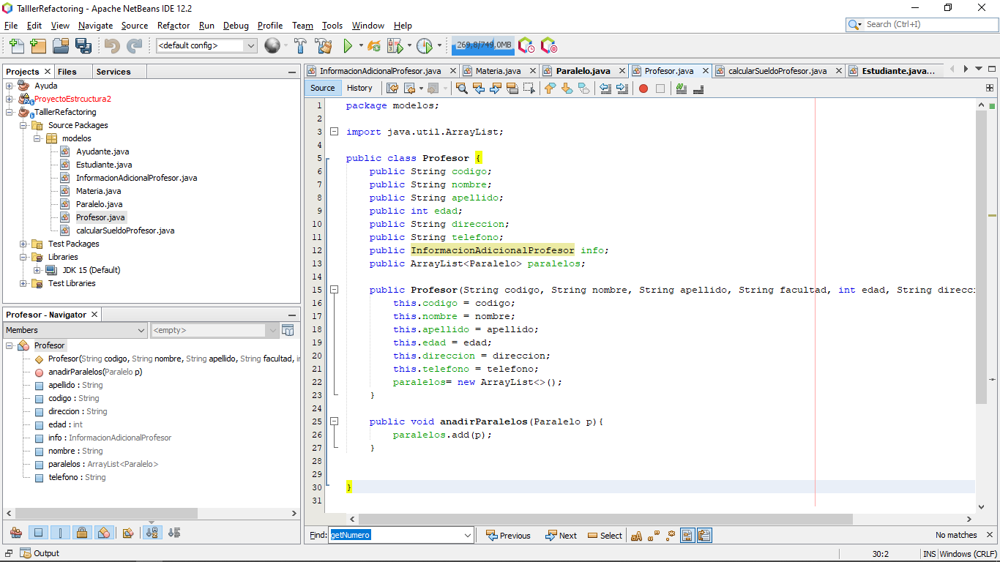 TalllerRefactoring - Apache NetBeans IDE 12.2
File Edit View Navigate Source Refactor Run Debug Profile Team Tools Window Help
Search (Ctrl+I)
<default config>
269,8/749,0MB
Projects
Files
Services
Ayuda
ProyectoEstrcuctura2
TalllerRefactoring
Source Packages
modelos
Ayudante.java
Estudiante.java
InformacionAdicionalProfesor.java
Materia.java
Paralelo.java
Profesor.java
calcularSueldoProfesor.java
Test Packages
Libraries
JDK 15 (Default)
Test Libraries
Profesor - Navigator
Members
<empty>
Profesor
Profesor(String codigo, String nombre, String apellido, String facultad, in
anadirParalelos(Paralelo p)
apellido : String
codigo : String
direccion : String
edad : int
info : InformacionAdicionalProfesor
nombre : String
paralelos : ArrayList<Paralelo>
telefono : String
InformacionAdicionalProfesor.java
Materia.java
Paralelo.java
Profesor.java
calcularSueldoProfesor.java
Estudiante.java...
Source
History
1 package modelos;
2
3 import java.util.ArrayList;
4
5 public class Profesor {
6 public String codigo;
7 public String nombre;
8 public String apellido;
9 public int edad;
10 public String direccion;
11 public String telefono;
12 public InformacionAdicionalProfesor info;
13 public ArrayList<Paralelo> paralelos;
14
15 public Profesor(String codigo, String nombre, String apellido, String facultad, int edad, String direcci
16 this.codigo = codigo;
17 this.nombre = nombre;
18 this.apellido = apellido;
19 this.edad = edad;
20 this.direccion = direccion;
21 this.telefono = telefono;
22 paralelos= new ArrayList<>();
23 }
24
25 public void anadirParalelos(Paralelo p){
26 paralelos.add(p);
27 }
28
29
30 }
31
Find: getNumero
Previous
Next
Select
No matches
Output
30:2
INS
Windows (CRLF)